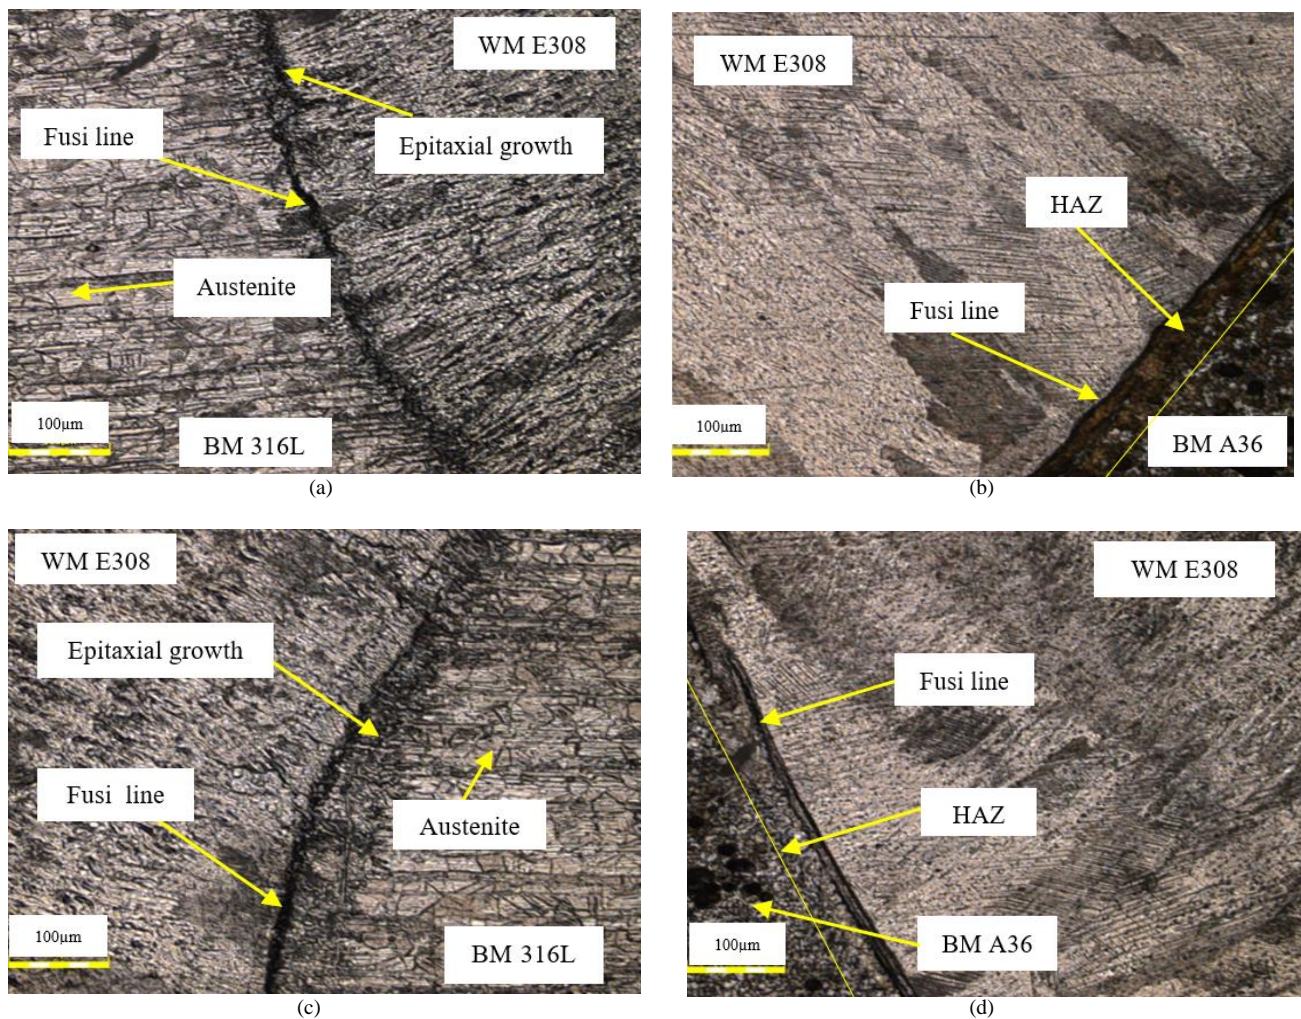 WM E308
Fusi line
Epitaxial growth
Austenite
100µm
BM 316L
(a)
WM E308
HAZ
Fusi line
100µm
BM A36
(b)
WM E308
Epitaxial growth
Fusi line
Austenite
100µm
BM 316L
(c)
WM E308
Fusi line
HAZ
100µm
BM A36
(d)